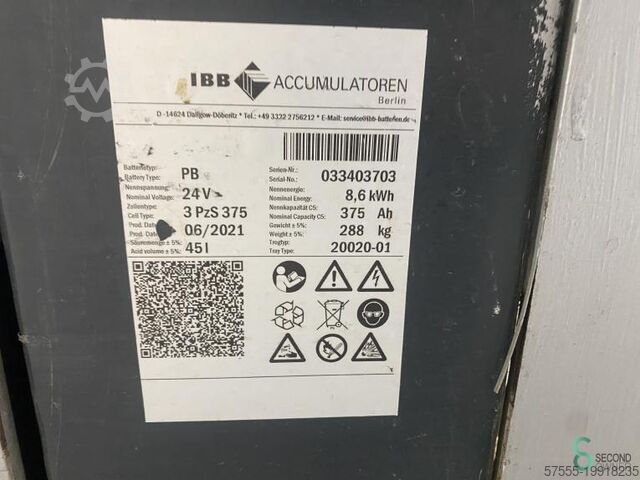 IBB ACCUMULATOREN
Berlin
D -14624 Dallgow-Döberitz * Tel.: +49 3322 2756212 * E-Mail: service@ibb-batterien.de
Batterietyp: PB
Battery Type:
Nennspannung: 24 V
Nominal Voltage:
Zellentype: 3 PzS 375
Cell Type:
Prod. Date 06/2021
Prod. Date
Säuremenge ± 5%: 45 l
Acid volume ± 5%:
Serien-Nr.: 033403703
Serial-No.:
Nennenergie: 8,6 kWh
Nominal Energy:
Nennkapazität C5: 375 Ah
Nominal Capacity C5:
Gewicht ± 5%: 288 kg
Weight ± 5%:
Trogtyp: 20020-01
Tray Type:
SECOND
57555-19918235